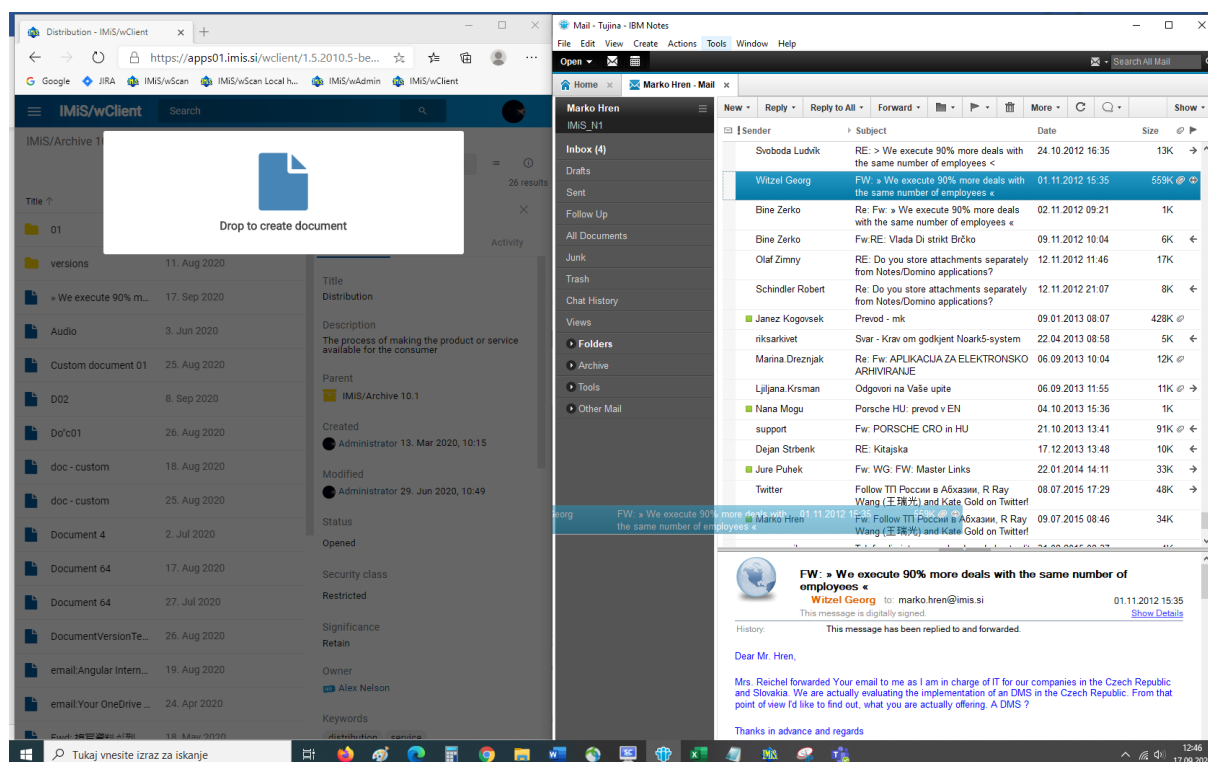 Distribution - IMiS/wClient
https://apps01.imis.si/wclient/1.5.2010.5-be...
Google
JIRA
IMiS/wScan
IMiS/wScan Local h...
IMiS/wAdmin
IMiS/wClient
IMiS/wClient
Search
IMiS/Archive 1
26 results
Drop to create document
Title
01
Activity
versions 11. Aug 2020
» We execute 90% m... 17. Sep 2020
Audio 3. Jun 2020
Custom document 01 25. Aug 2020
D02 8. Sep 2020
Do"c01 26. Aug 2020
doc - custom 18. Aug 2020
doc - custom 25. Aug 2020
Document 4 2. Jul 2020
Document 64 17. Aug 2020
Document 64 27. Jul 2020
DocumentVersionTe... 26. Aug 2020
email:Angular Intern... 19. Aug 2020
email:Your OneDrive ... 24. Apr 2020
18. May 2020
Title
Distribution
Description
The process of making the product or service
available for the consumer
Parent
IMiS/Archive 10.1
Created
Administrator 13. Mar 2020, 10:15
Modified
Administrator 29. Jun 2020, 10:49
Status
Opened
Security class
Restricted
Significance
Retain
Owner
Alex Nelson
Keywords
distribution service
Mail - Tujina - IBM Notes
File Edit View Create Actions Tools Window Help
Open
Search All Mail
Home
Marko Hren - Mail
Marko Hren
IMiS_N1
Inbox (4)
Drafts
Sent
Follow Up
All Documents
Junk
Trash
Chat History
Views
Folders
Archive
Tools
Other Mail
New Reply Reply to All Forward More Show
Sender Subject Date Size
Svoboda Ludvík RE: > We execute 90% more deals with 24.10.2012 16:35 13K
the same number of employees <
Witzel Georg FW: » We execute 90% more deals with 01.11.2012 15:35 559K
the same number of employees «
Bine Zerko Re: Fw: » We execute 90% more deals 02.11.2012 09:21 1K
with the same number of employees «
Bine Zerko Fw:RE: Vlada Di strikt Brčko 09.11.2012 10:04 6K
Olaf Zimny RE: Do you store attachments separately 12.11.2012 11:46 17K
from Notes/Domino applications?
Schindler Robert Re: Do you store attachments separately 12.11.2012 21:07 8K
from Notes/Domino applications?
Janez Kogovsek Prevod - mk 09.01.2013 08:07 428K
riksarkivet Svar - Krav om godkjent Noark5-system 22.04.2013 08:58 5K
Marina.Dreznjak Re: Fw: APLIKACIJA ZA ELEKTRONSKO 06.09.2013 10:04 12K
ARHIVIRANJE
Ljiljana.Krsman Odgovori na Vaše upite 06.09.2013 11:55 11K
Nana Mogu Porsche HU: prevod v EN 04.10.2013 15:36 1K
support Fw: PORSCHE CRO in HU 21.10.2013 13:41 91K
Dejan Strbenk RE: Kitajska 17.12.2013 13:48 10K
Jure Puhek Fw: WG: FW: Master Links 22.01.2014 14:11 33K
Twitter Follow ТП России в Абхазии, R Ray 08.07.2015 17:29 48K
Wang (王瑞光) and Kate Gold on Twitter!
eorg FW: » We execute 90% more deals with... 01.11.2012 15:35 559K
the same number of employees «
Marko Hren Fw: Follow ТП России в Абхазии, R Ray 09.07.2015 08:46 34K
Wang (王瑞光) and Kate Gold on Twitter!
FW: » We execute 90% more deals with the same number of
employees «
Witzel Georg to: marko.hren@imis.si 01.11.2012 15:35
This message is digitally signed. Show Details
History: This message has been replied to and forwarded.
Dear Mr. Hren,
Mrs. Reichel forwarded Your email to me as I am in charge of IT for our companies in the Czech Republic
and Slovakia. We are actually evaluating the implementation of an DMS in the Czech Republic. From that
point of view I'd like to find out, what you are actually offering. A DMS ?
Thanks in advance and regards
Tukaj vnesite izraz za iskanje
12:46